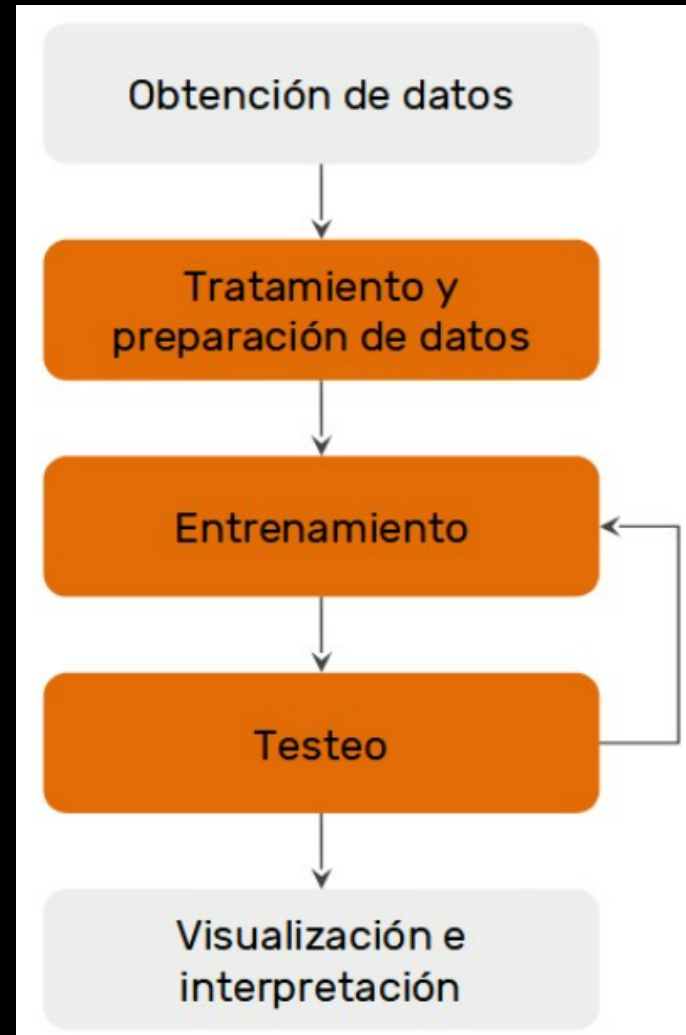 Obtención de datos
Tratamiento y
preparación de datos
Entrenamiento
Testeo
Visualización e
interpretación